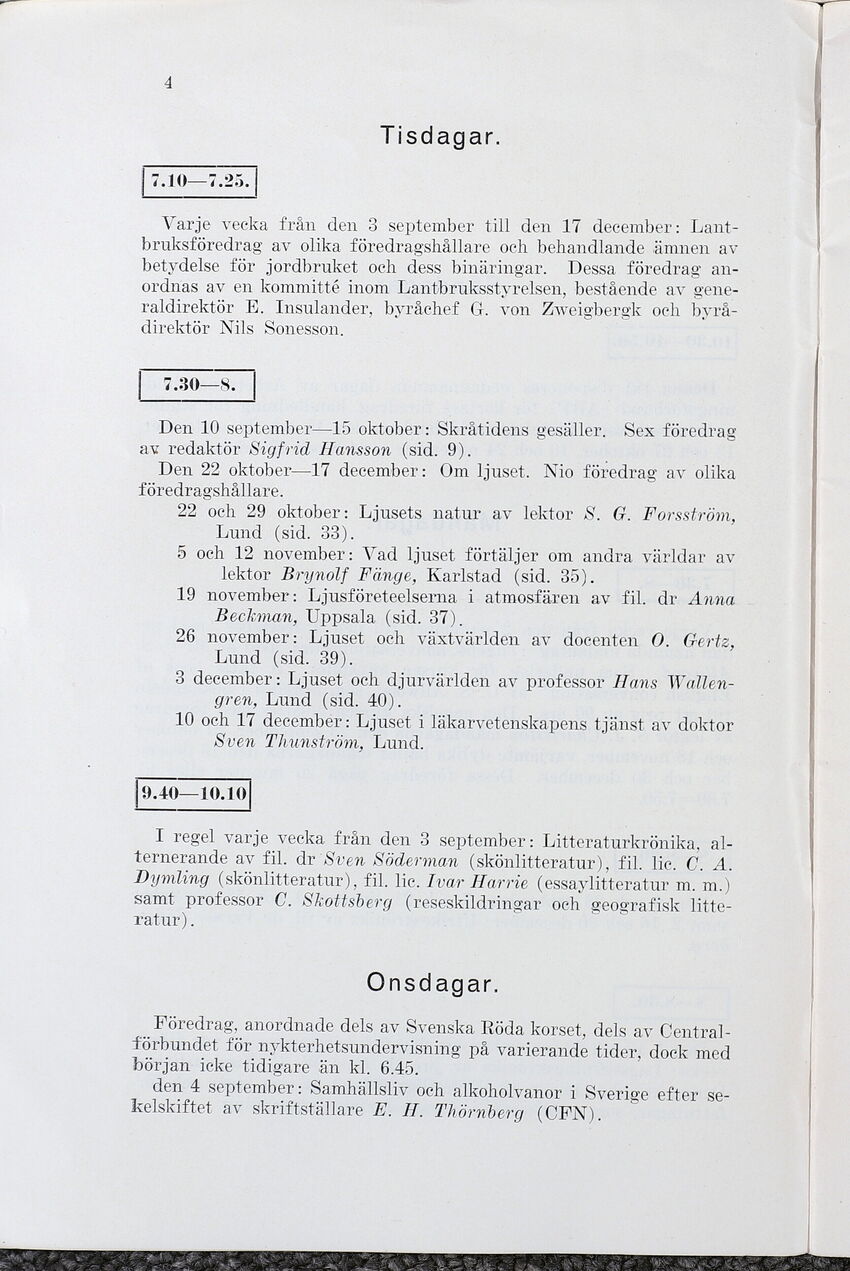 4
Tisdagar.
7.10—7.25.
Varje vecka från den 3 september till den 17 december: Lant-
bruksföredrag av olika föredragshållare och behandlande ämnen av
betydelse för jordbruket och dess binäringar. Dessa föredrag an-
ordnas av en kommitté inom Lantbruksstyrelsen, bestående av gene-
raldirektör E. Insulander, byråchef G. von Zweigbergk och byrå-
direktör Nils Sonesson.
7.30—8.
Den 10 september—15 oktober: Skråtidens gesäller. Sex föredrag
av redaktör Sigfrid Hansson (sid. 9).
Den 22 oktober—17 december: Om ljuset. Nio föredrag av olika
föredragshållare.
22 och 29 oktober: Ljusets natur av lektor S. G. Forsström,
Lund (sid. 33).
5 och 12 november: Vad ljuset förtäljer om andra världar av
lektor Brynolf Fänge, Karlstad (sid. 35).
19 november: Ljusföreteelserna i atmosfären av fil. dr Anna
Beckman, Uppsala (sid. 37).
26 november: Ljuset och växtvärlden av docenten O. Gertz,
Lund (sid. 39).
3 december: Ljuset och djurvärlden av professor Hans Wallen-
gren, Lund (sid. 40).
10 och 17 december: Ljuset i läkarvetenskapens tjänst av doktor
Sven Thunström, Lund.
9.40—10.10
I regel varje vecka från den 3 september: Litteraturkrönika, al-
ternerande av fil. dr Sven Söderman (skönlitteratur), fil. lic. C. A.
Dymling (skönlitteratur), fil. lic. Ivar Harrie (essaylitteratur m. m.)
samt professor C. Skottsberg (reseskildringar och geografisk litte-
ratur).
Onsdagar.
Föredrag, anordnade dels av Svenska Röda korset, dels av Central-
förbundet för nykterhetsundervisning på varierande tider, dock med
början icke tidigare än kl. 6.45.
den 4 september: Samhällsliv och alkoholvanor i Sverige efter se-
kelskiftet av skriftställare E. H. Thörnberg (CFN).